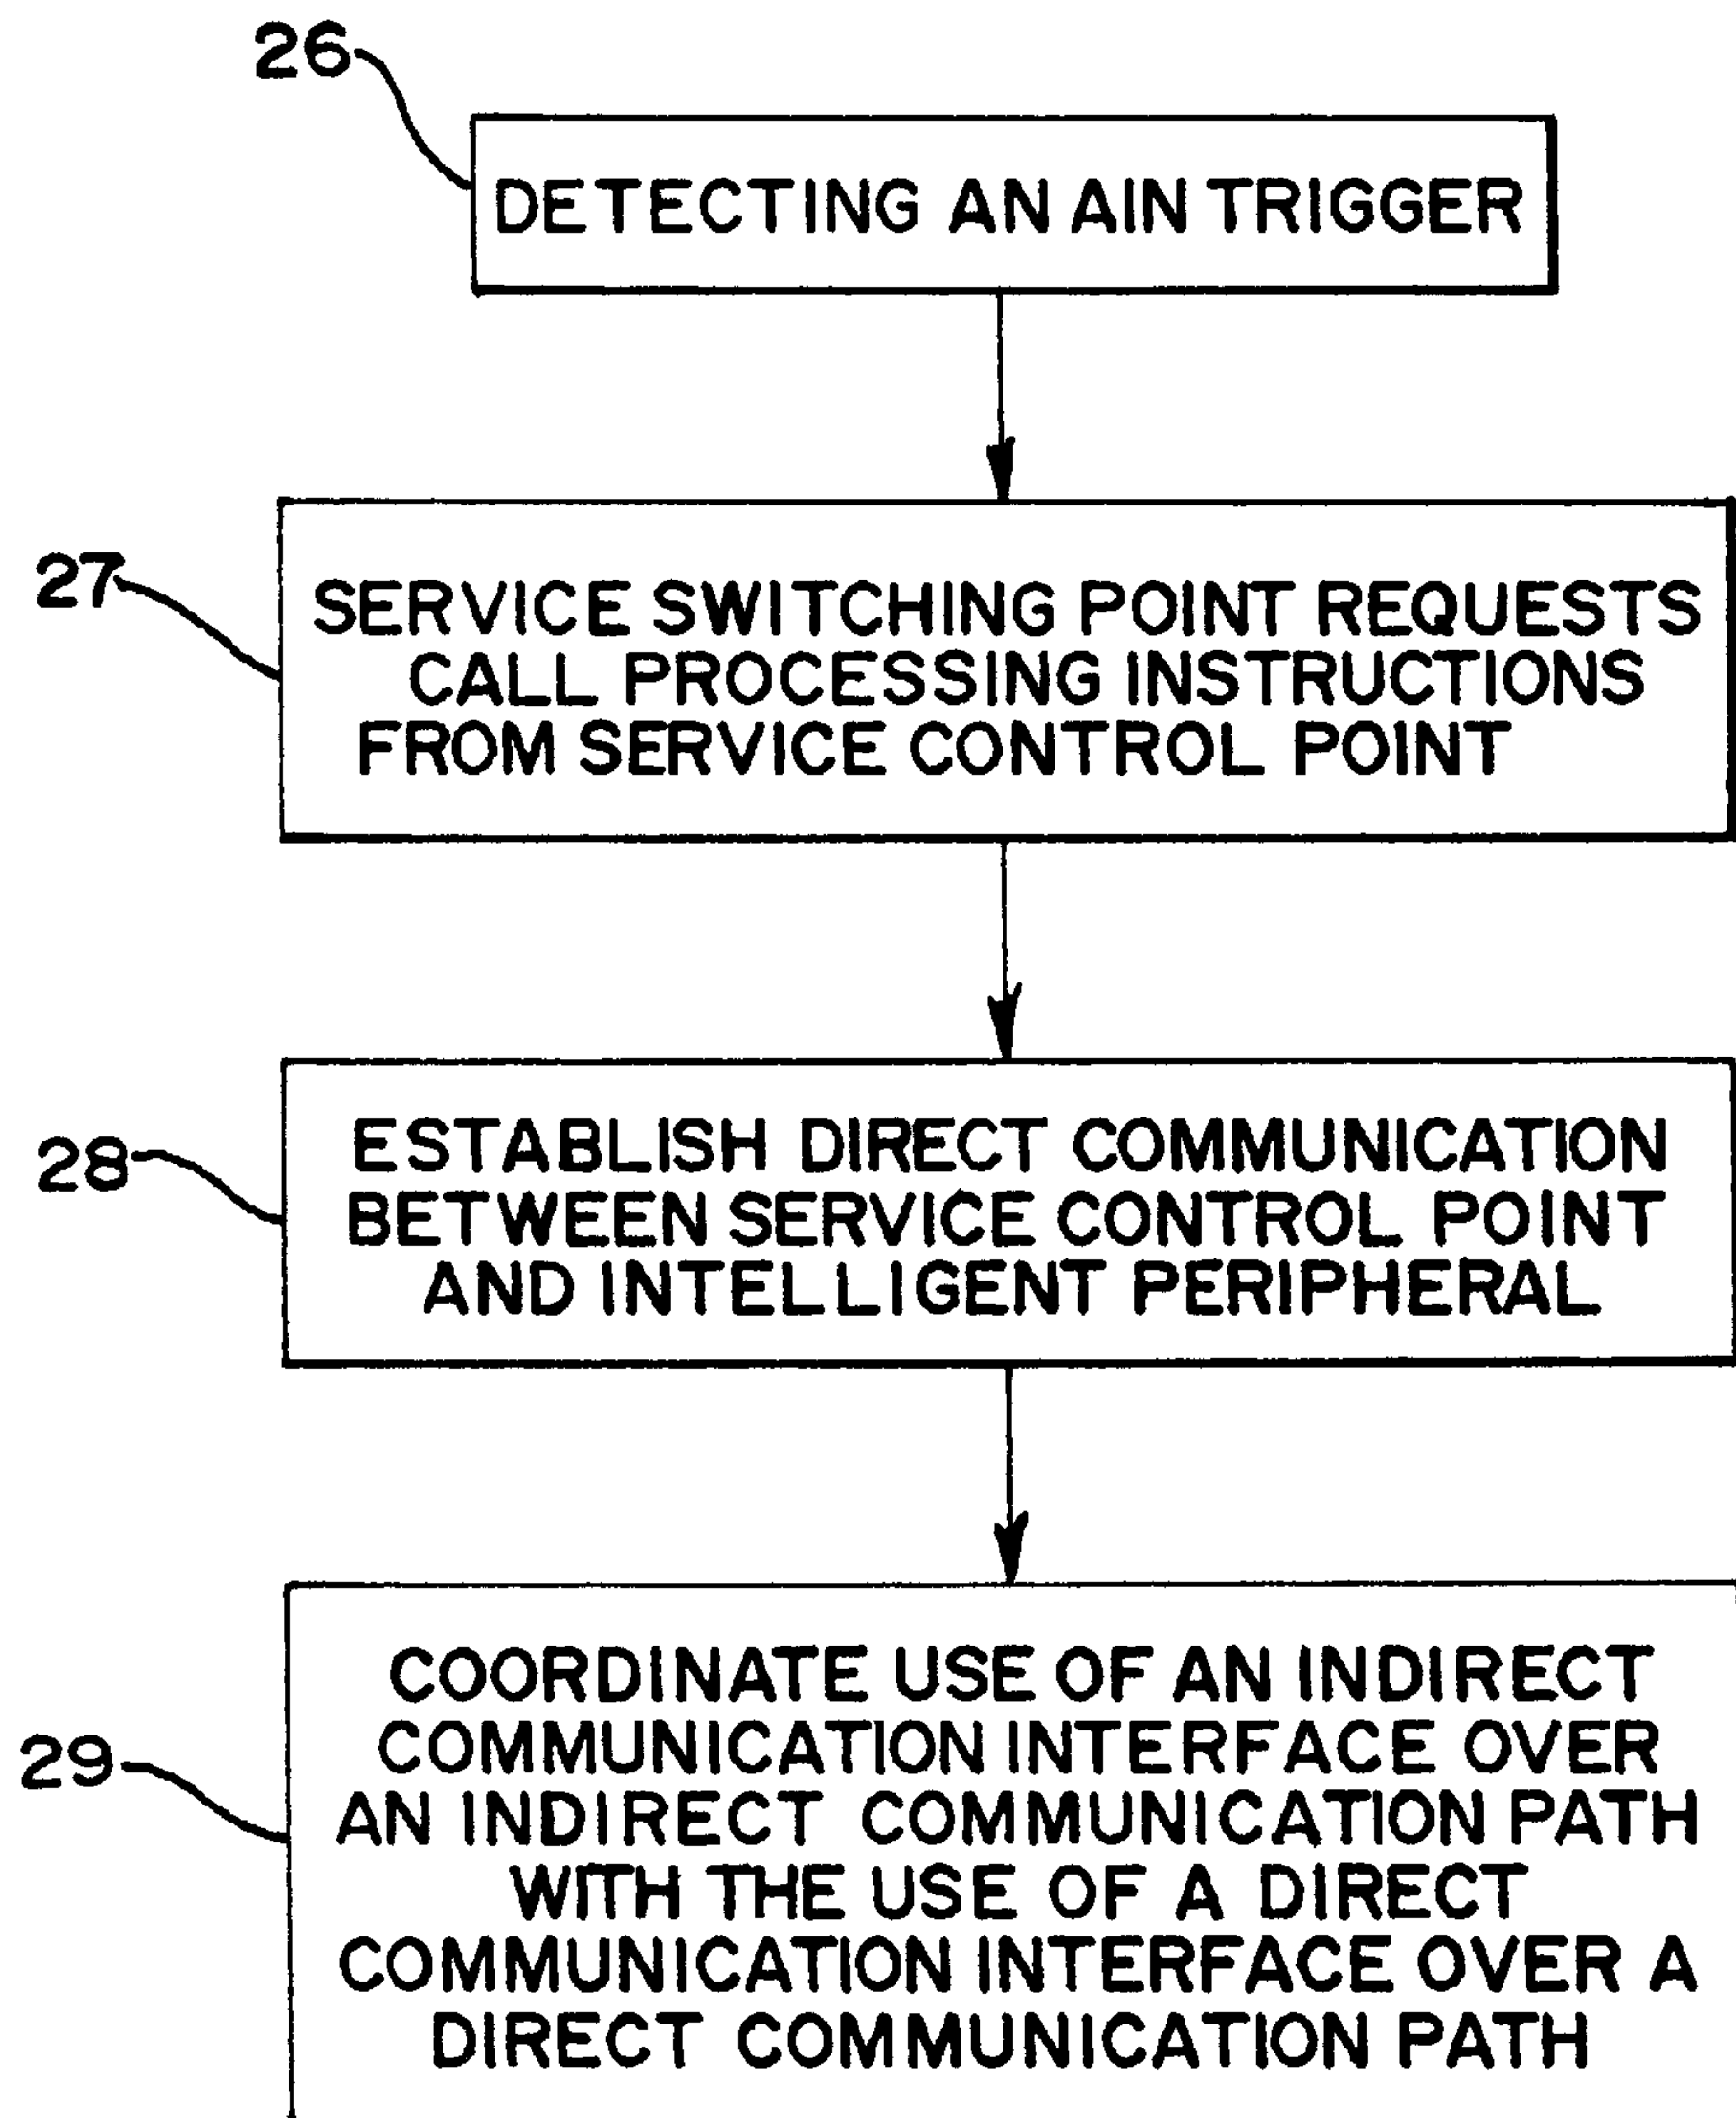 26
DETECTING AN AIN TRIGGER
27
SERVICE SWITCHING POINT REQUESTS
CALL PROCESSING INSTRUCTIONS
FROM SERVICE CONTROL POINT
28
ESTABLISH DIRECT COMMUNICATION
BETWEEN SERVICE CONTROL POINT
AND INTELLIGENT PERIPHERAL
29
COORDINATE USE OF AN INDIRECT
COMMUNICATION INTERFACE OVER
AN INDIRECT COMMUNICATION PATH
WITH THE USE OF A DIRECT
COMMUNICATION INTERFACE OVER A
DIRECT COMMUNICATION PATH